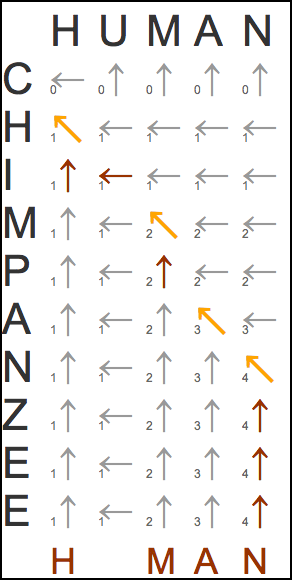 H U M A N
C ←0 ↑0 ↑0 ↑0 ↑0
H ↖1 ←1 ←1 ←1 ←1
I ↑1 ←1 ←1 ←1 ←1
M ↑1 ←1 ↖2 ←2 ←2
P ↑1 ←1 ↑2 ←2 ←2
A ↑1 ←1 ↑2 ↖3 ←3
N ↑1 ←1 ↑2 ↑3 ↖4
Z ↑1 ←1 ↑2 ↑3 ↑4
E ↑1 ←1 ↑2 ↑3 ↑4
E ↑1 ←1 ↑2 ↑3 ↑4
H M A N